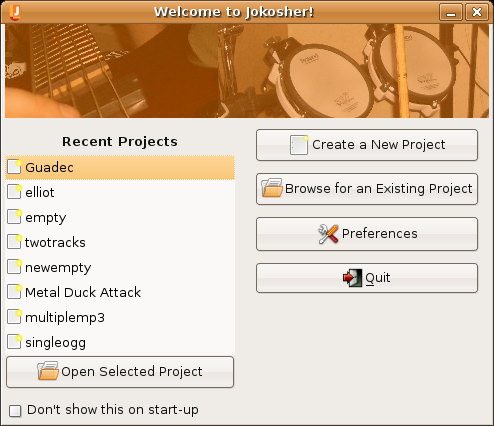 Welcome to Jokosher!
Recent Projects
Guadec
elliot
empty
twotracks
newempty
Metal Duck Attack
multiplemp3
singleogg
Open Selected Project
Don't show this on start-up
Create a New Project
Browse for an Existing Project
Preferences
Quit